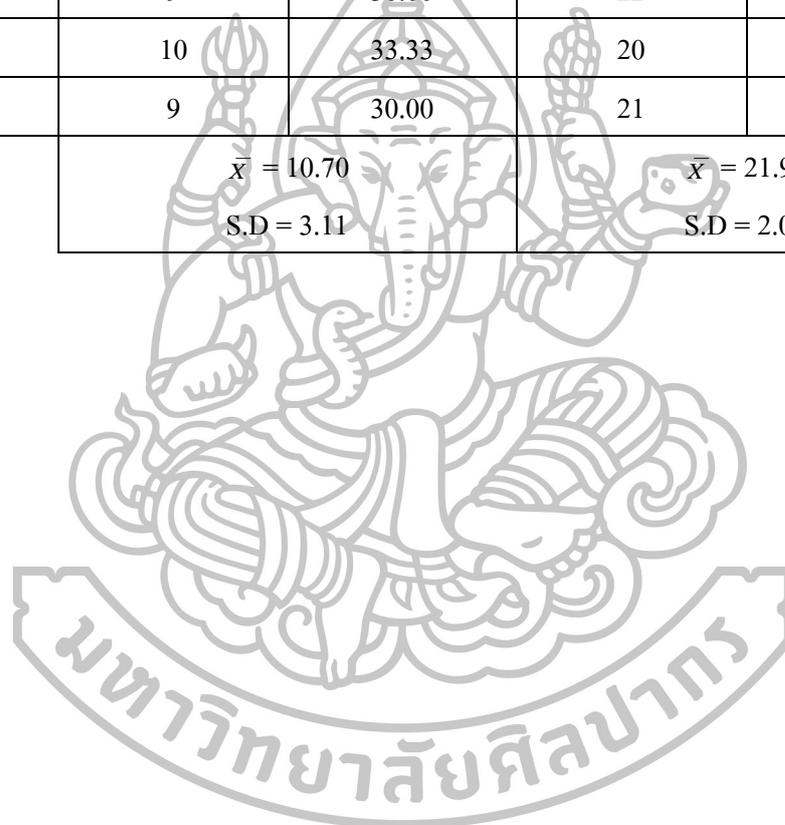 10 33.33 20
9 30.00 21
x̄ = 10.70
S.D = 3.11
มหาวิทยาลัยศิลปากร